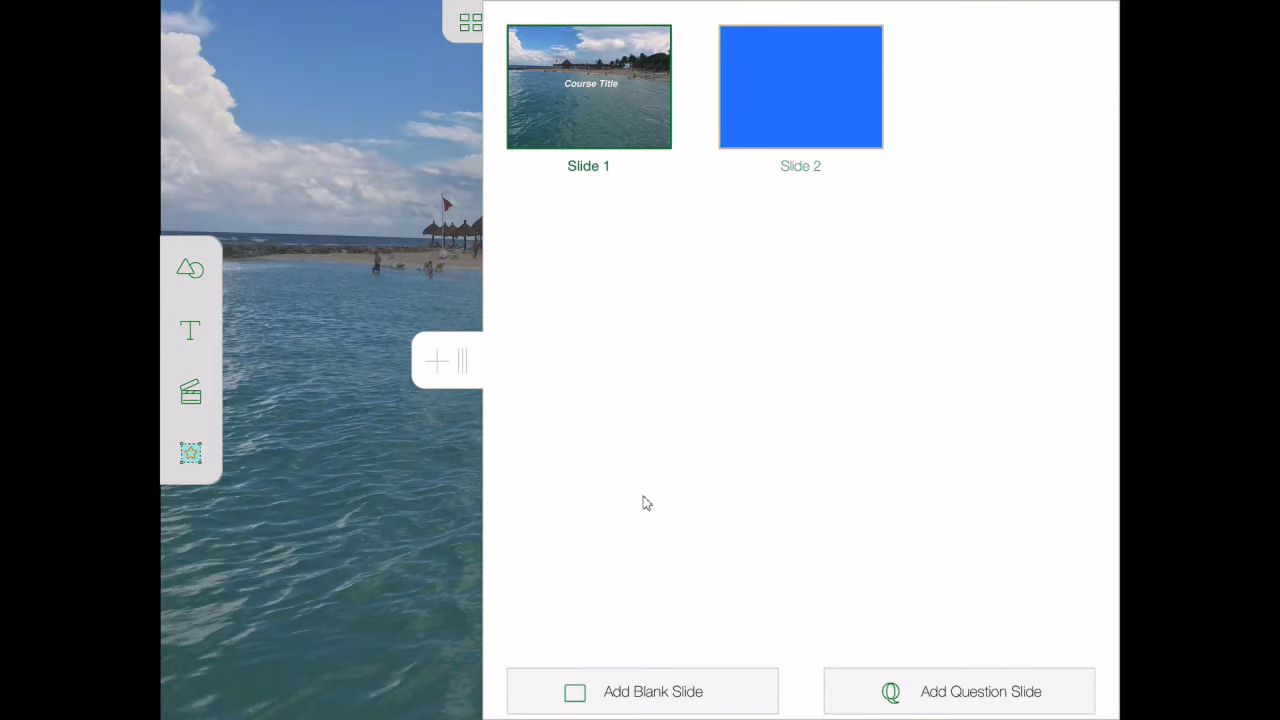 Course Title
Slide 1
Slide 2
T
Add Blank Slide
Add Question Slide